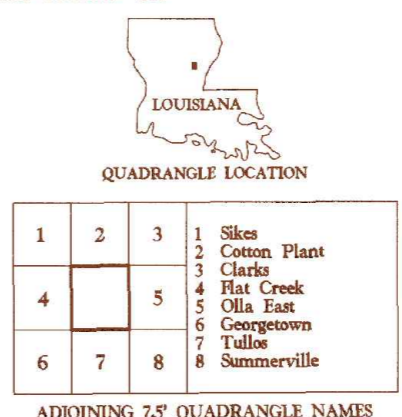 LOUISIANA
QUADRANGLE LOCATION
1 2 3
4 5
6 7 8
1 Sikes
2 Cotton Plant
3 Clarks
4 Flat Creek
5 Olla East
6 Georgetown
7 Tullos
8 Summerville
ADJOINING 7.5' QUADRANGLE NAMES